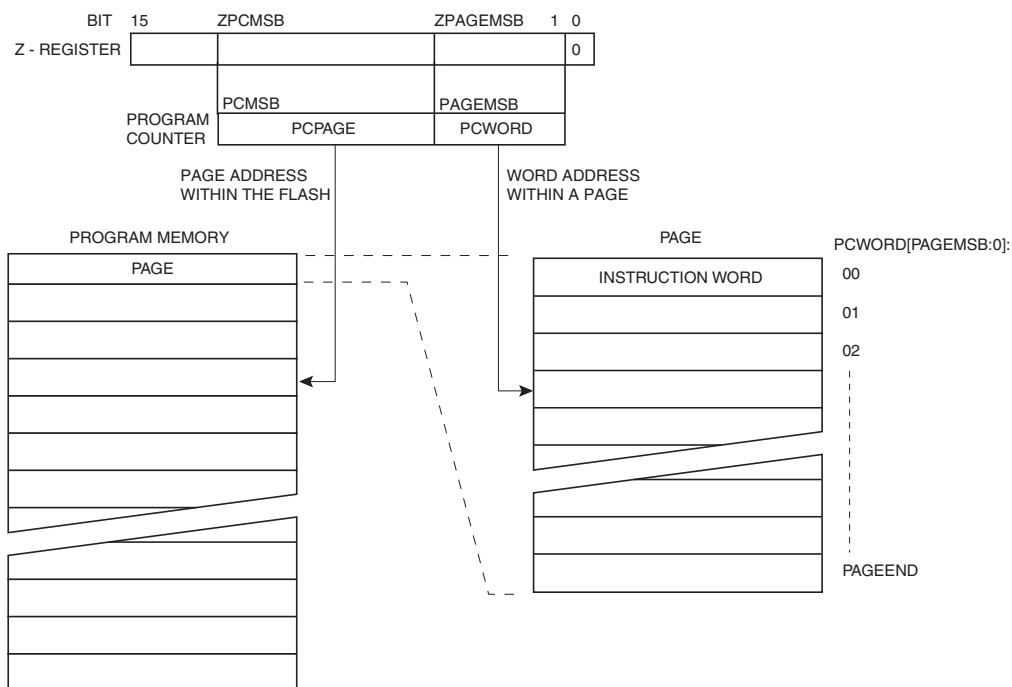 BIT 15 ZPCMSB ZPAGEMSB 1 0
Z - REGISTER 0
PCMSB PAGEMSB
PROGRAM
COUNTER
PCPAGE PCWORD
PAGE ADDRESS
WITHIN THE FLASH
WORD ADDRESS
WITHIN A PAGE
PROGRAM MEMORY
PAGE
PAGE
PCWORD[PAGEMSB:0]:
INSTRUCTION WORD
00
01
02
PAGEEND